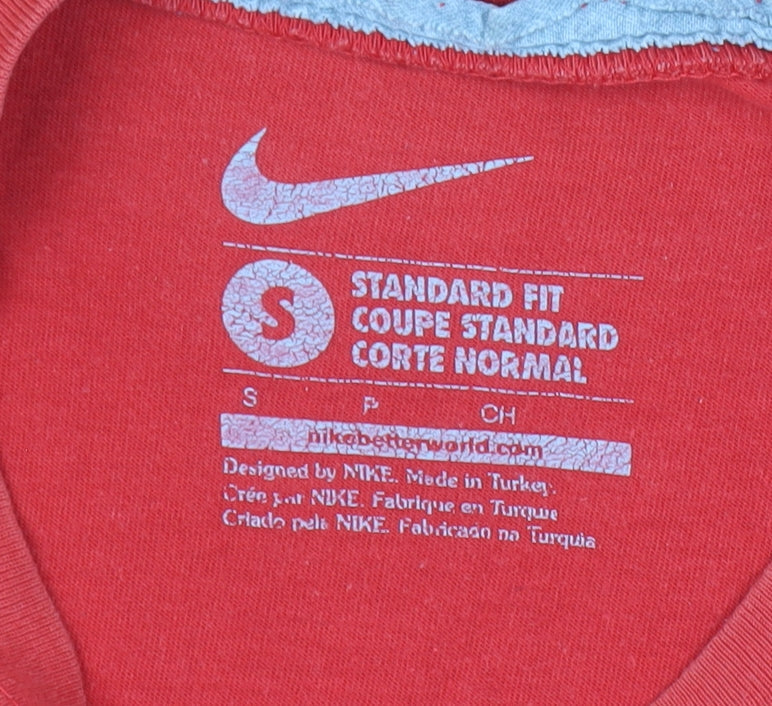 S
STANDARD FIT
COUPE STANDARD
CORTE NORMAL
S P CH
nikebetterworld.com
Designed by NIKE. Made in Turkey.
Crée par NIKE. Fabrique en Turquie
Criado pela NIKE. Fabricado na Turquia